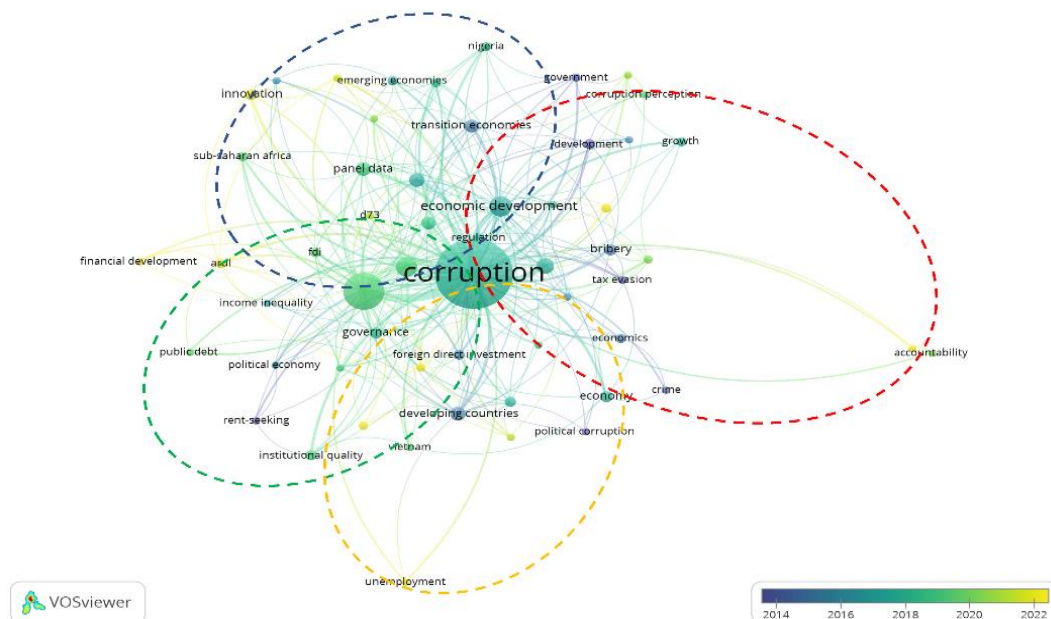 nigeria
government
emerging economies
innovation
corruption perception
transition economies
growth
development
sub-saharan africa
panel data
economic development
d73
regulation
bribery
fdi
financial development
ardl
corruption
tax evasion
income inequality
governance
economics
public debt
foreign direct investment
accountability
political economy
crime
economy
developing countries
rent-seeking
political corruption
vietnam
institutional quality
unemployment
VOSviewer
2014 2016 2018 2020 2022